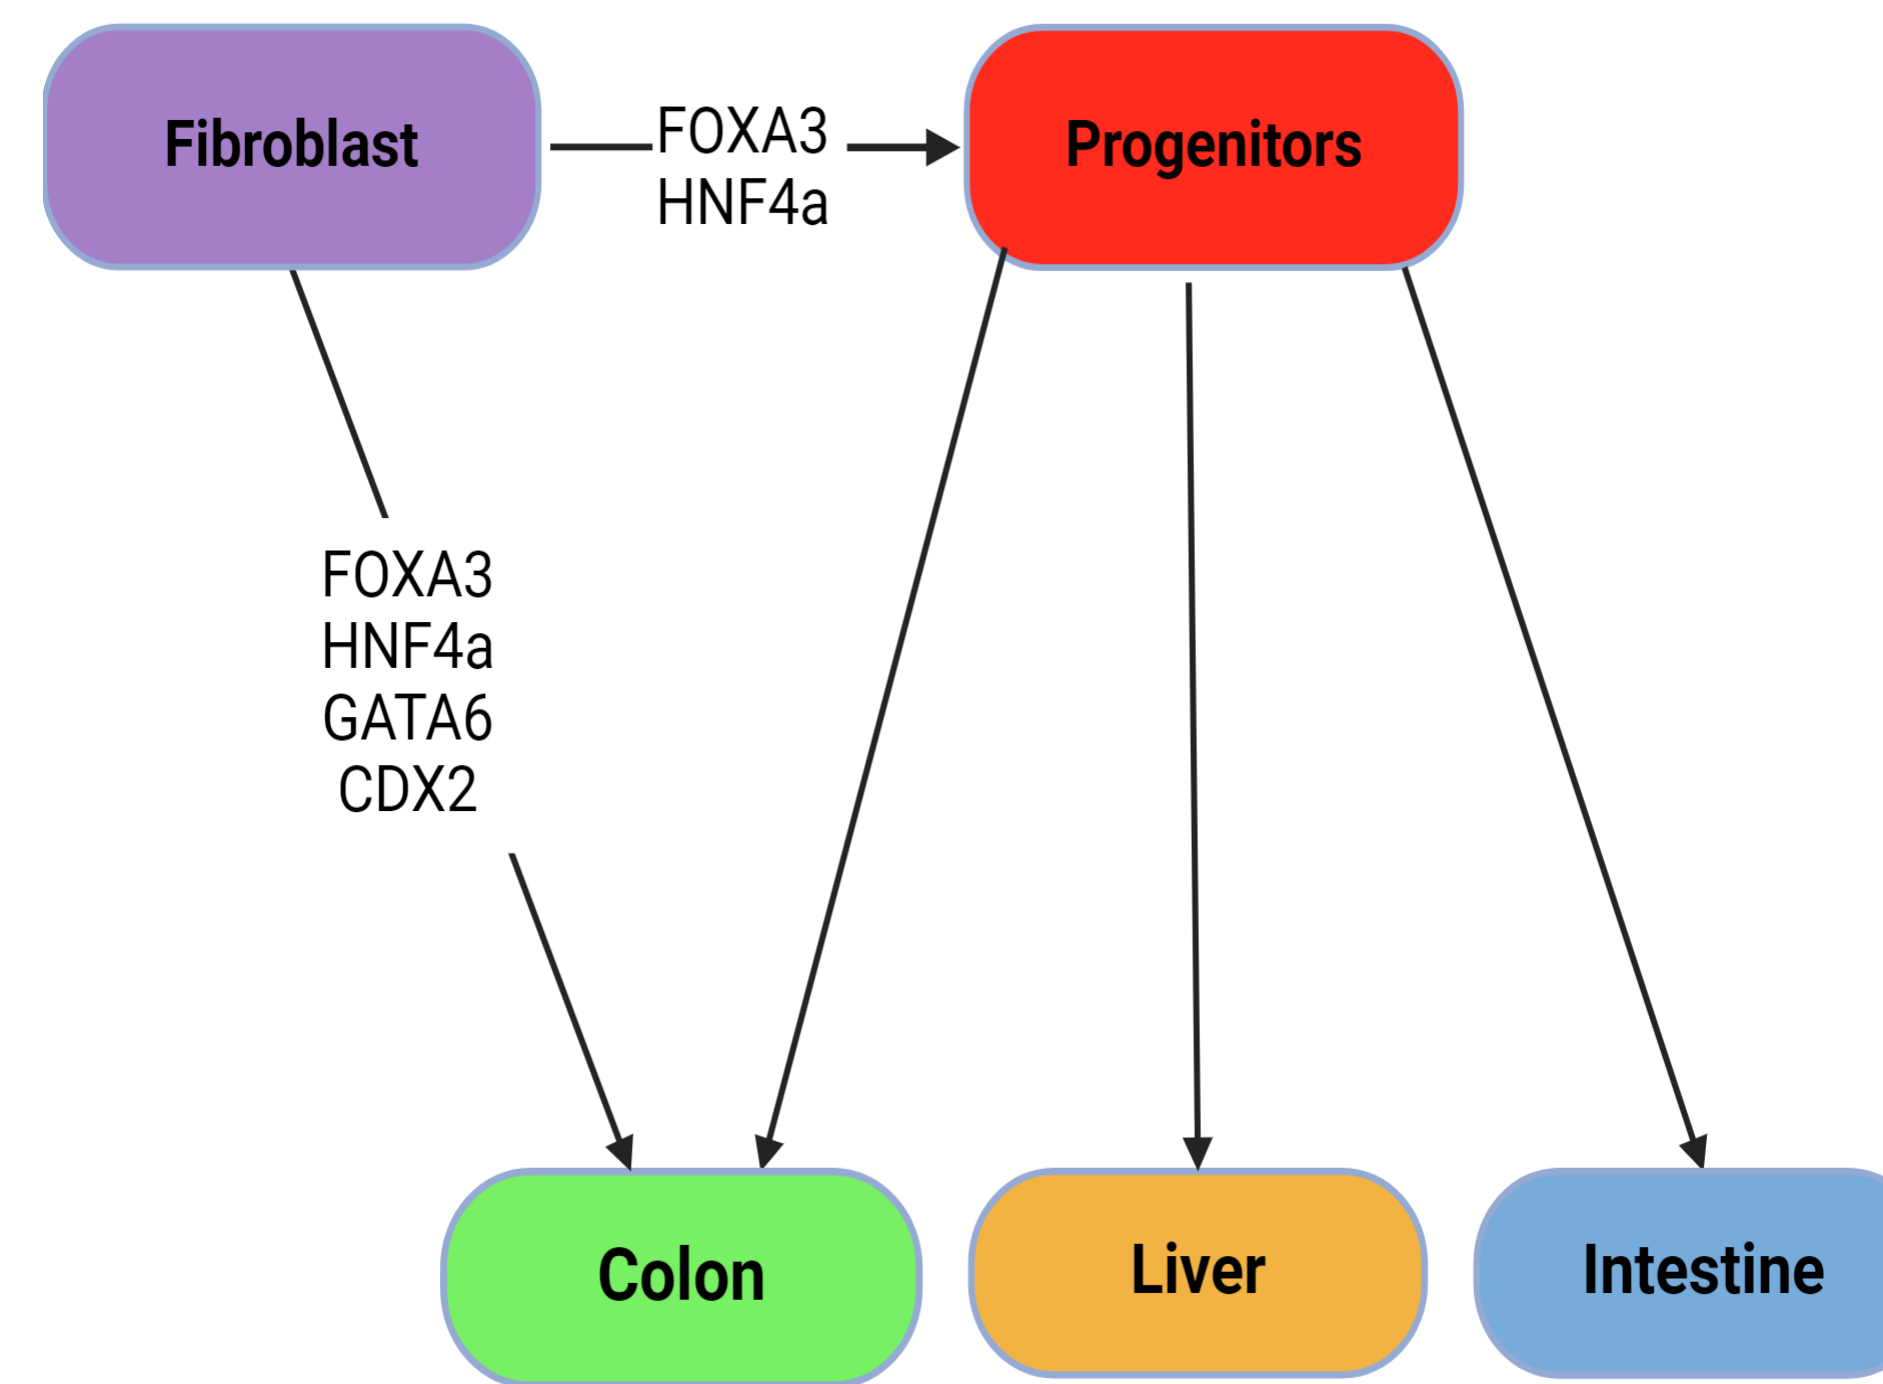 Fibroblast
FOXA3
HNF4a
Progenitors
FOXA3
HNF4a
GATA6
CDX2
Colon
Liver
Intestine